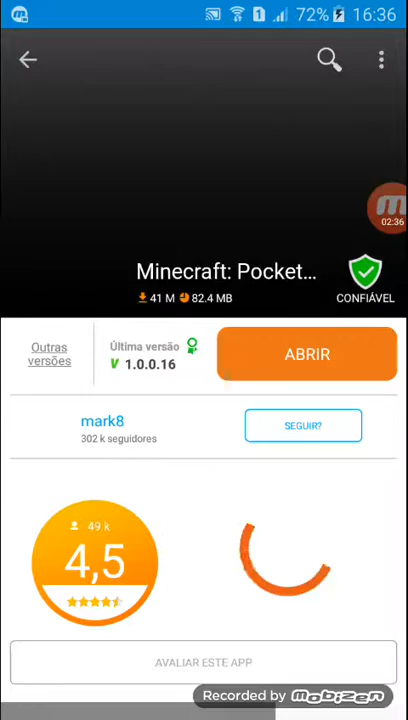 1 72% 16:36
02:36
Minecraft: Pocket...
41 M 82.4 MB
CONFIÁVEL
Outras
versões
Última versão
1.0.0.16
ABRIR
mark8
302 k seguidores
SEGUIR?
49 k
4,5
AVALIAR ESTE APP
Recorded by mobizen